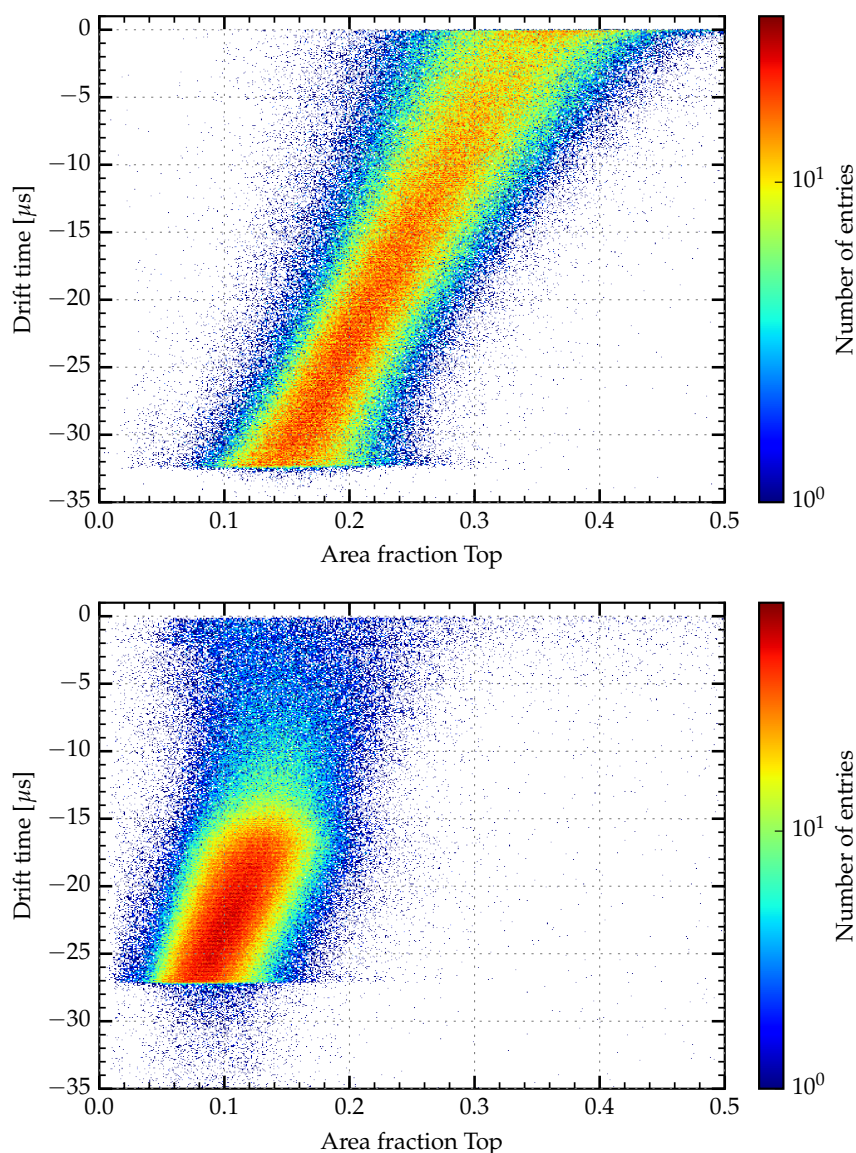 0
−5
−10
−15
−20
−25
−30
−35
Drift time [μs]
0.0 0.1 0.2 0.3 0.4 0.5
Area fraction Top
10¹
10⁰
Number of entries
0
−5
−10
−15
−20
−25
−30
−35
Drift time [μs]
0.0 0.1 0.2 0.3 0.4 0.5
Area fraction Top
10¹
10⁰
Number of entries